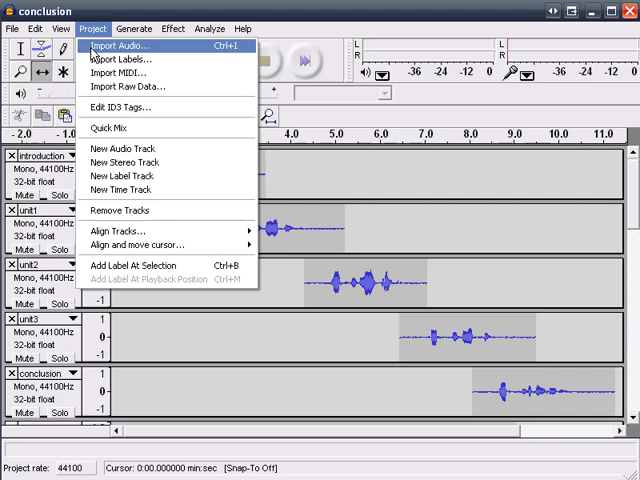 conclusion
File Edit View Project Generate Effect Analyze Help
Import Audio... Ctrl+I
Import Labels...
Import MIDI...
Import Raw Data...
Edit ID3 Tags...
Quick Mix
New Audio Track
New Stereo Track
New Label Track
New Time Track
Remove Tracks
Align Tracks...
Align and move cursor...
Add Label At Selection Ctrl+B
Add Label At Playback Position Ctrl+M
L
R
-36 -24 -12 0
L
R
-36 -24 -12 0
- +
-2.0 -1.0 4.0 5.0 6.0 7.0 8.0 9.0 10.0 11.0
introduction
Mono, 44100Hz
32-bit float
Mute Solo
unit1
Mono, 44100Hz
32-bit float
Mute Solo
unit2
Mono, 44100Hz
32-bit float
Mute Solo
-1
unit3 1
Mono, 44100Hz 0
32-bit float
Mute Solo -1
conclusion 1
Mono, 44100Hz 0
32-bit float
Mute Solo -1
Project rate: 44100 Cursor: 0:00.000000 min:sec [Snap-To Off]